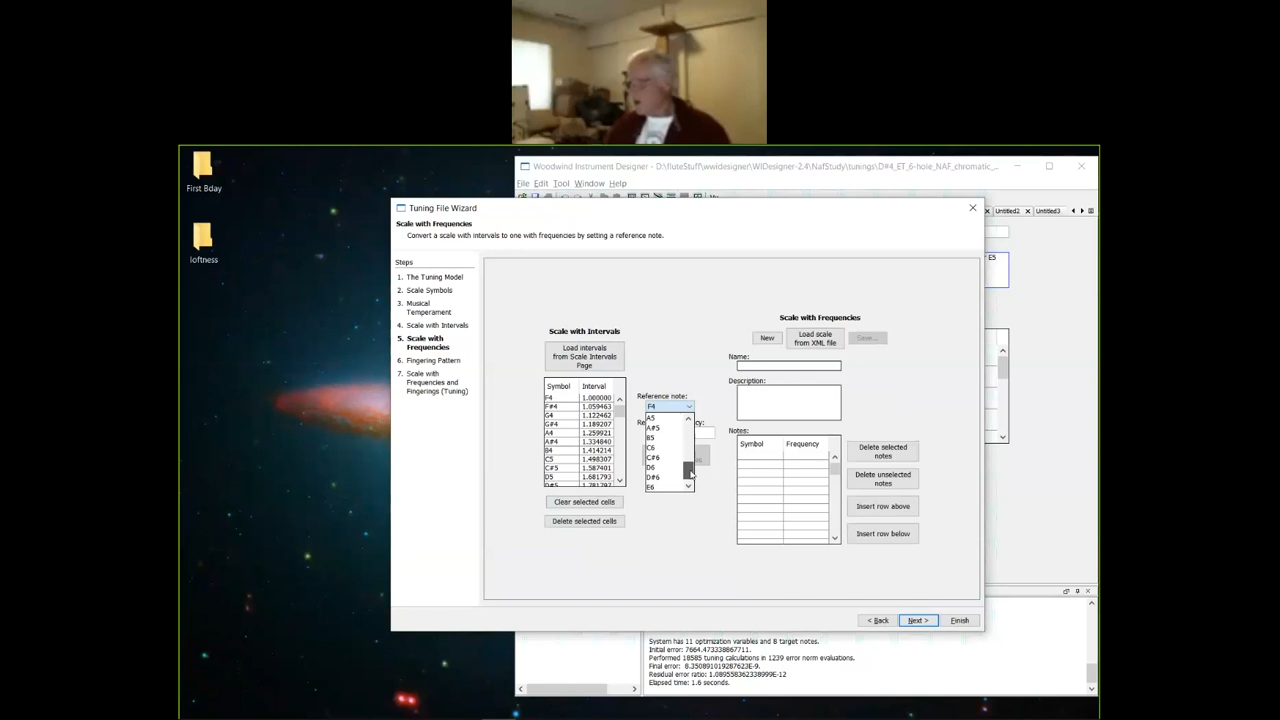 First Bday
loftness
Woodwind Instrument Designer - D:\fluteStuff\wwidesigner\WIDesigner-2.4\NafStudy\tunings\D#4_ET_6-hole_NAF_chromatic_...
File Edit Tool Window Help
Untitled2 Untitled3
E5
Tuning File Wizard
Scale with Frequencies
Convert a scale with intervals to one with frequencies by setting a reference note.
Steps
1. The Tuning Model
2. Scale Symbols
3. Musical
Temperament
4. Scale with Intervals
5. Scale with
Frequencies
6. Fingering Pattern
7. Scale with
Frequencies and
Fingerings (Tuning)
Scale with Intervals
Load intervals
from Scale Intervals
Page
Symbol Interval
F4 1.000000
F#4 1.059463
G4 1.122462
G#4 1.189207
A4 1.259921
A#4 1.334840
B4 1.414214
C5 1.498307
C#5 1.587401
D5 1.681793
D#5 1.781797
Clear selected cells
Delete selected cells
Reference note:
F4
A5
A#5
B5
C6
C#6
D6
D#6
E6
Scale with Frequencies
New
Load scale
from XML file
Save...
Name:
Description:
Notes:
Symbol Frequency
Delete selected
notes
Delete unselected
notes
Insert row above
Insert row below
< Back Next > Finish
System has 11 optimization variables and 8 target notes.
Initial error: 7664.473338867711.
Performed 18585 tuning calculations in 1239 error norm evaluations.
Final error: 8.350891019287623E-9.
Residual error ratio: 1.089558362338999E-12
Elapsed time: 1.6 seconds.